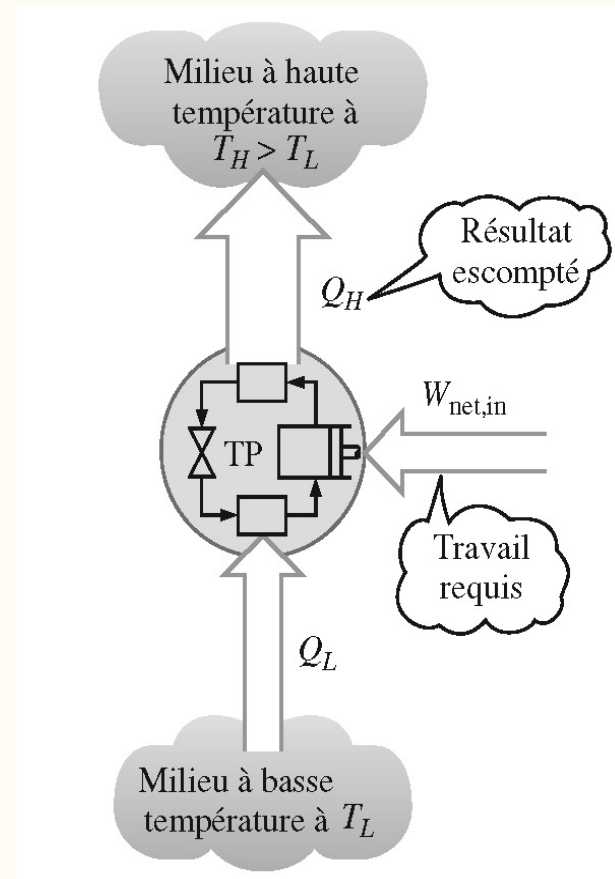 Milieu à haute
température à
T_H > T_L
Résultat
escompté
Q_H
W_net,in
TP
Travail
requis
Q_L
Milieu à basse
température à T_L